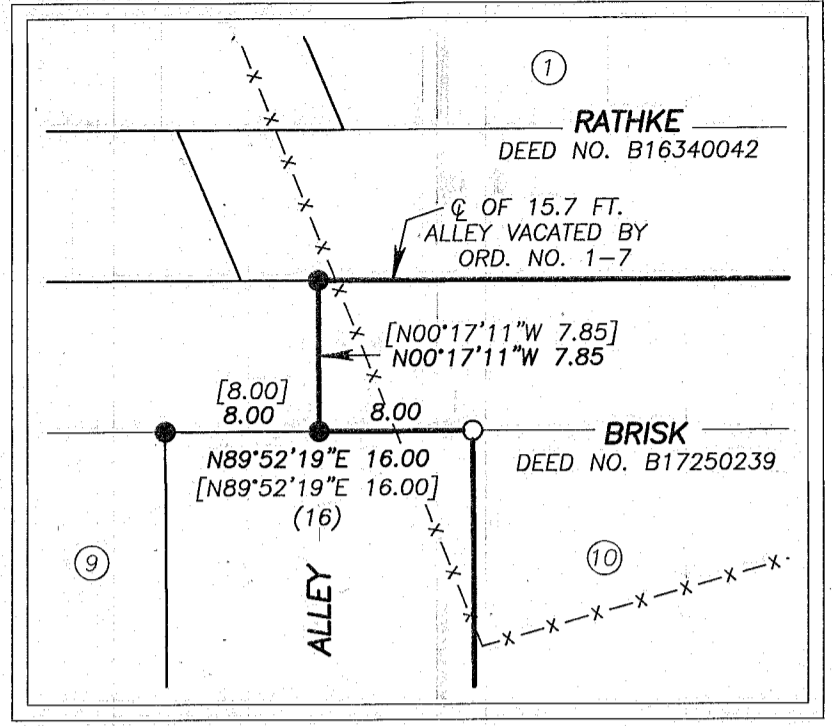 ①
RATHKE
DEED NO. B16340042
℄ OF 15.7 FT.
ALLEY VACATED BY
ORD. NO. 1-7
[N00°17'11"W 7.85]
N00°17'11"W 7.85
[8.00]
8.00
8.00
BRISK
DEED NO. B17250239
N89°52'19"E 16.00
[N89°52'19"E 16.00]
(16)
⑨
⑩
ALLEY